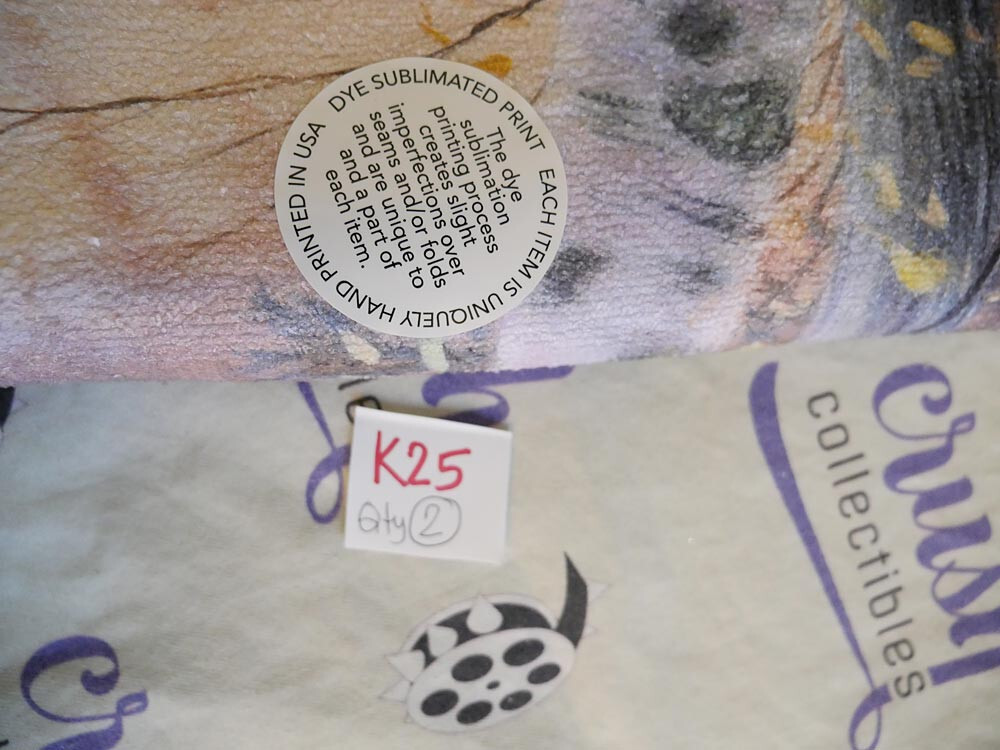 DYE SUBLIMATED PRINT
EACH ITEM IS UNIQUELY HAND PRINTED IN USA
The dye
sublimation
printing process
creates slight
imperfections over
seams and/or folds
and are unique to
and a part of
each item.
K25
Qty 2
collectibles